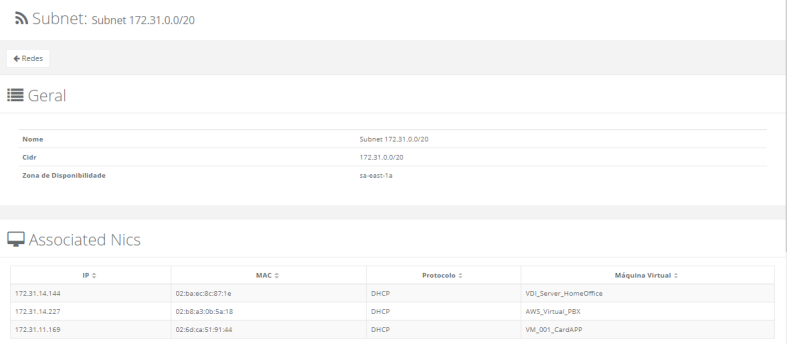 Subnet: Subnet 172.31.0.0/20
Redes
Geral
Nome Subnet 172.31.0.0/20
Cidr 172.31.0.0/20
Zona de Disponibilidade sa-east-1a
Associated Nics
IP MAC Protocolo Máquina Virtual
172.31.14.144 02:ba:ec:8c:87:1e DHCP VDI_Server_HomeOffice
172.31.14.227 02:b8:a3:0b:5a:18 DHCP AWS_Virtual_PBX
172.31.11.169 02:6d:ca:51:91:44 DHCP VM_001_CardAPP